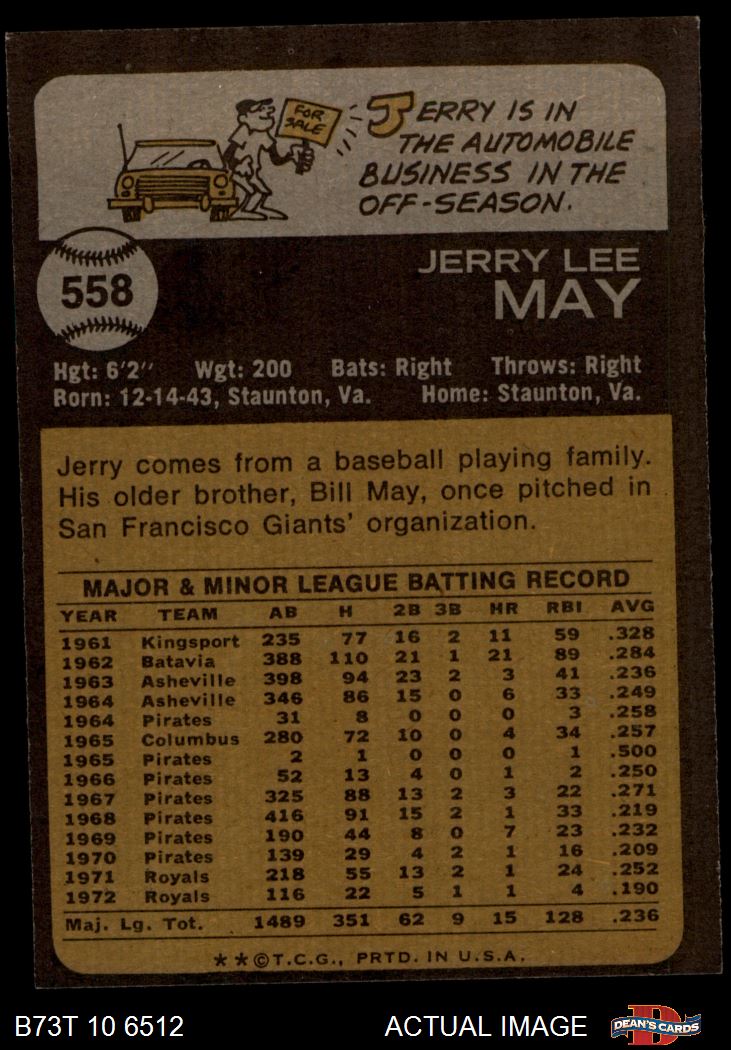 FOR
SALE
JERRY IS IN
THE AUTOMOBILE
BUSINESS IN THE
OFF-SEASON.
558
JERRY LEE
MAY
Hgt: 6'2" Wgt: 200 Bats: Right Throws: Right
Born: 12-14-43, Staunton, Va. Home: Staunton, Va.
Jerry comes from a baseball playing family.
His older brother, Bill May, once pitched in
San Francisco Giants' organization.
MAJOR & MINOR LEAGUE BATTING RECORD
YEAR TEAM AB H 2B 3B HR RBI AVG
1961 Kingsport 235 77 16 2 11 59 .328
1962 Batavia 388 110 21 1 21 89 .284
1963 Asheville 398 94 23 2 3 41 .236
1964 Asheville 346 86 15 0 6 33 .249
1964 Pirates 31 8 0 0 0 3 .258
1965 Columbus 280 72 10 0 4 34 .257
1965 Pirates 2 1 0 0 0 1 .500
1966 Pirates 52 13 4 0 1 2 .250
1967 Pirates 325 88 13 2 3 22 .271
1968 Pirates 416 91 15 2 1 33 .219
1969 Pirates 190 44 8 0 7 23 .232
1970 Pirates 139 29 4 2 1 16 .209
1971 Royals 218 55 13 2 1 24 .252
1972 Royals 116 22 5 1 1 4 .190
Maj. Lg. Tot. 1489 351 62 9 15 128 .236
★★©T.C.G., PRTD. IN U.S.A.
B73T 10 6512 ACTUAL IMAGE D DEAN'S CARDS